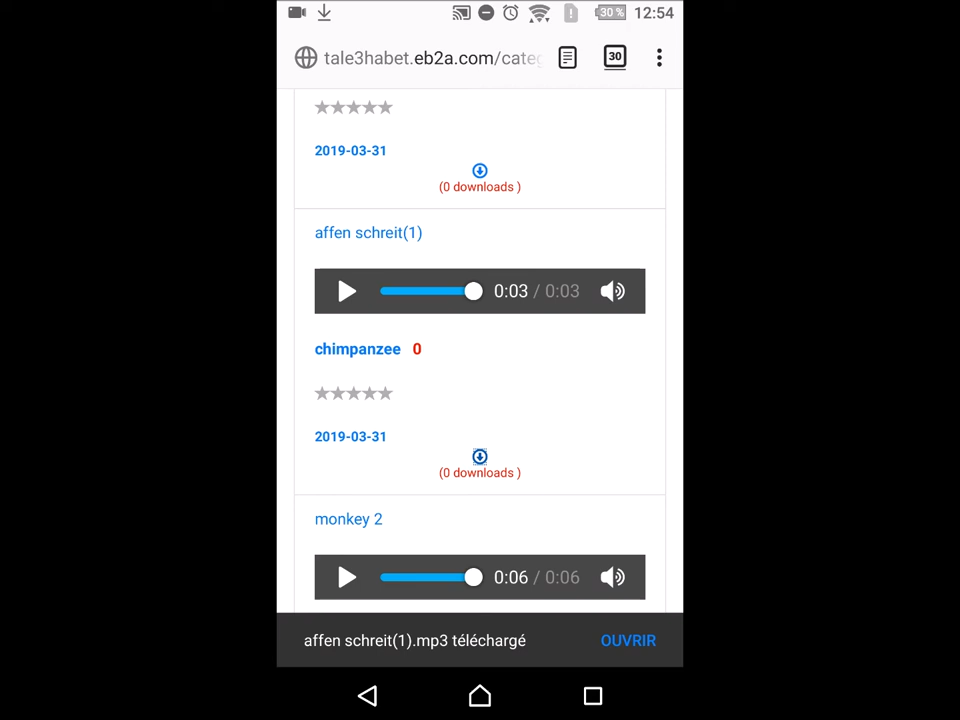 30 % 12:54
tale3habet.eb2a.com/categ
30
2019-03-31
(0 downloads )
affen schreit(1)
0:03 / 0:03
chimpanzee 0
2019-03-31
(0 downloads )
monkey 2
0:06 / 0:06
affen schreit(1).mp3 téléchargé OUVRIR